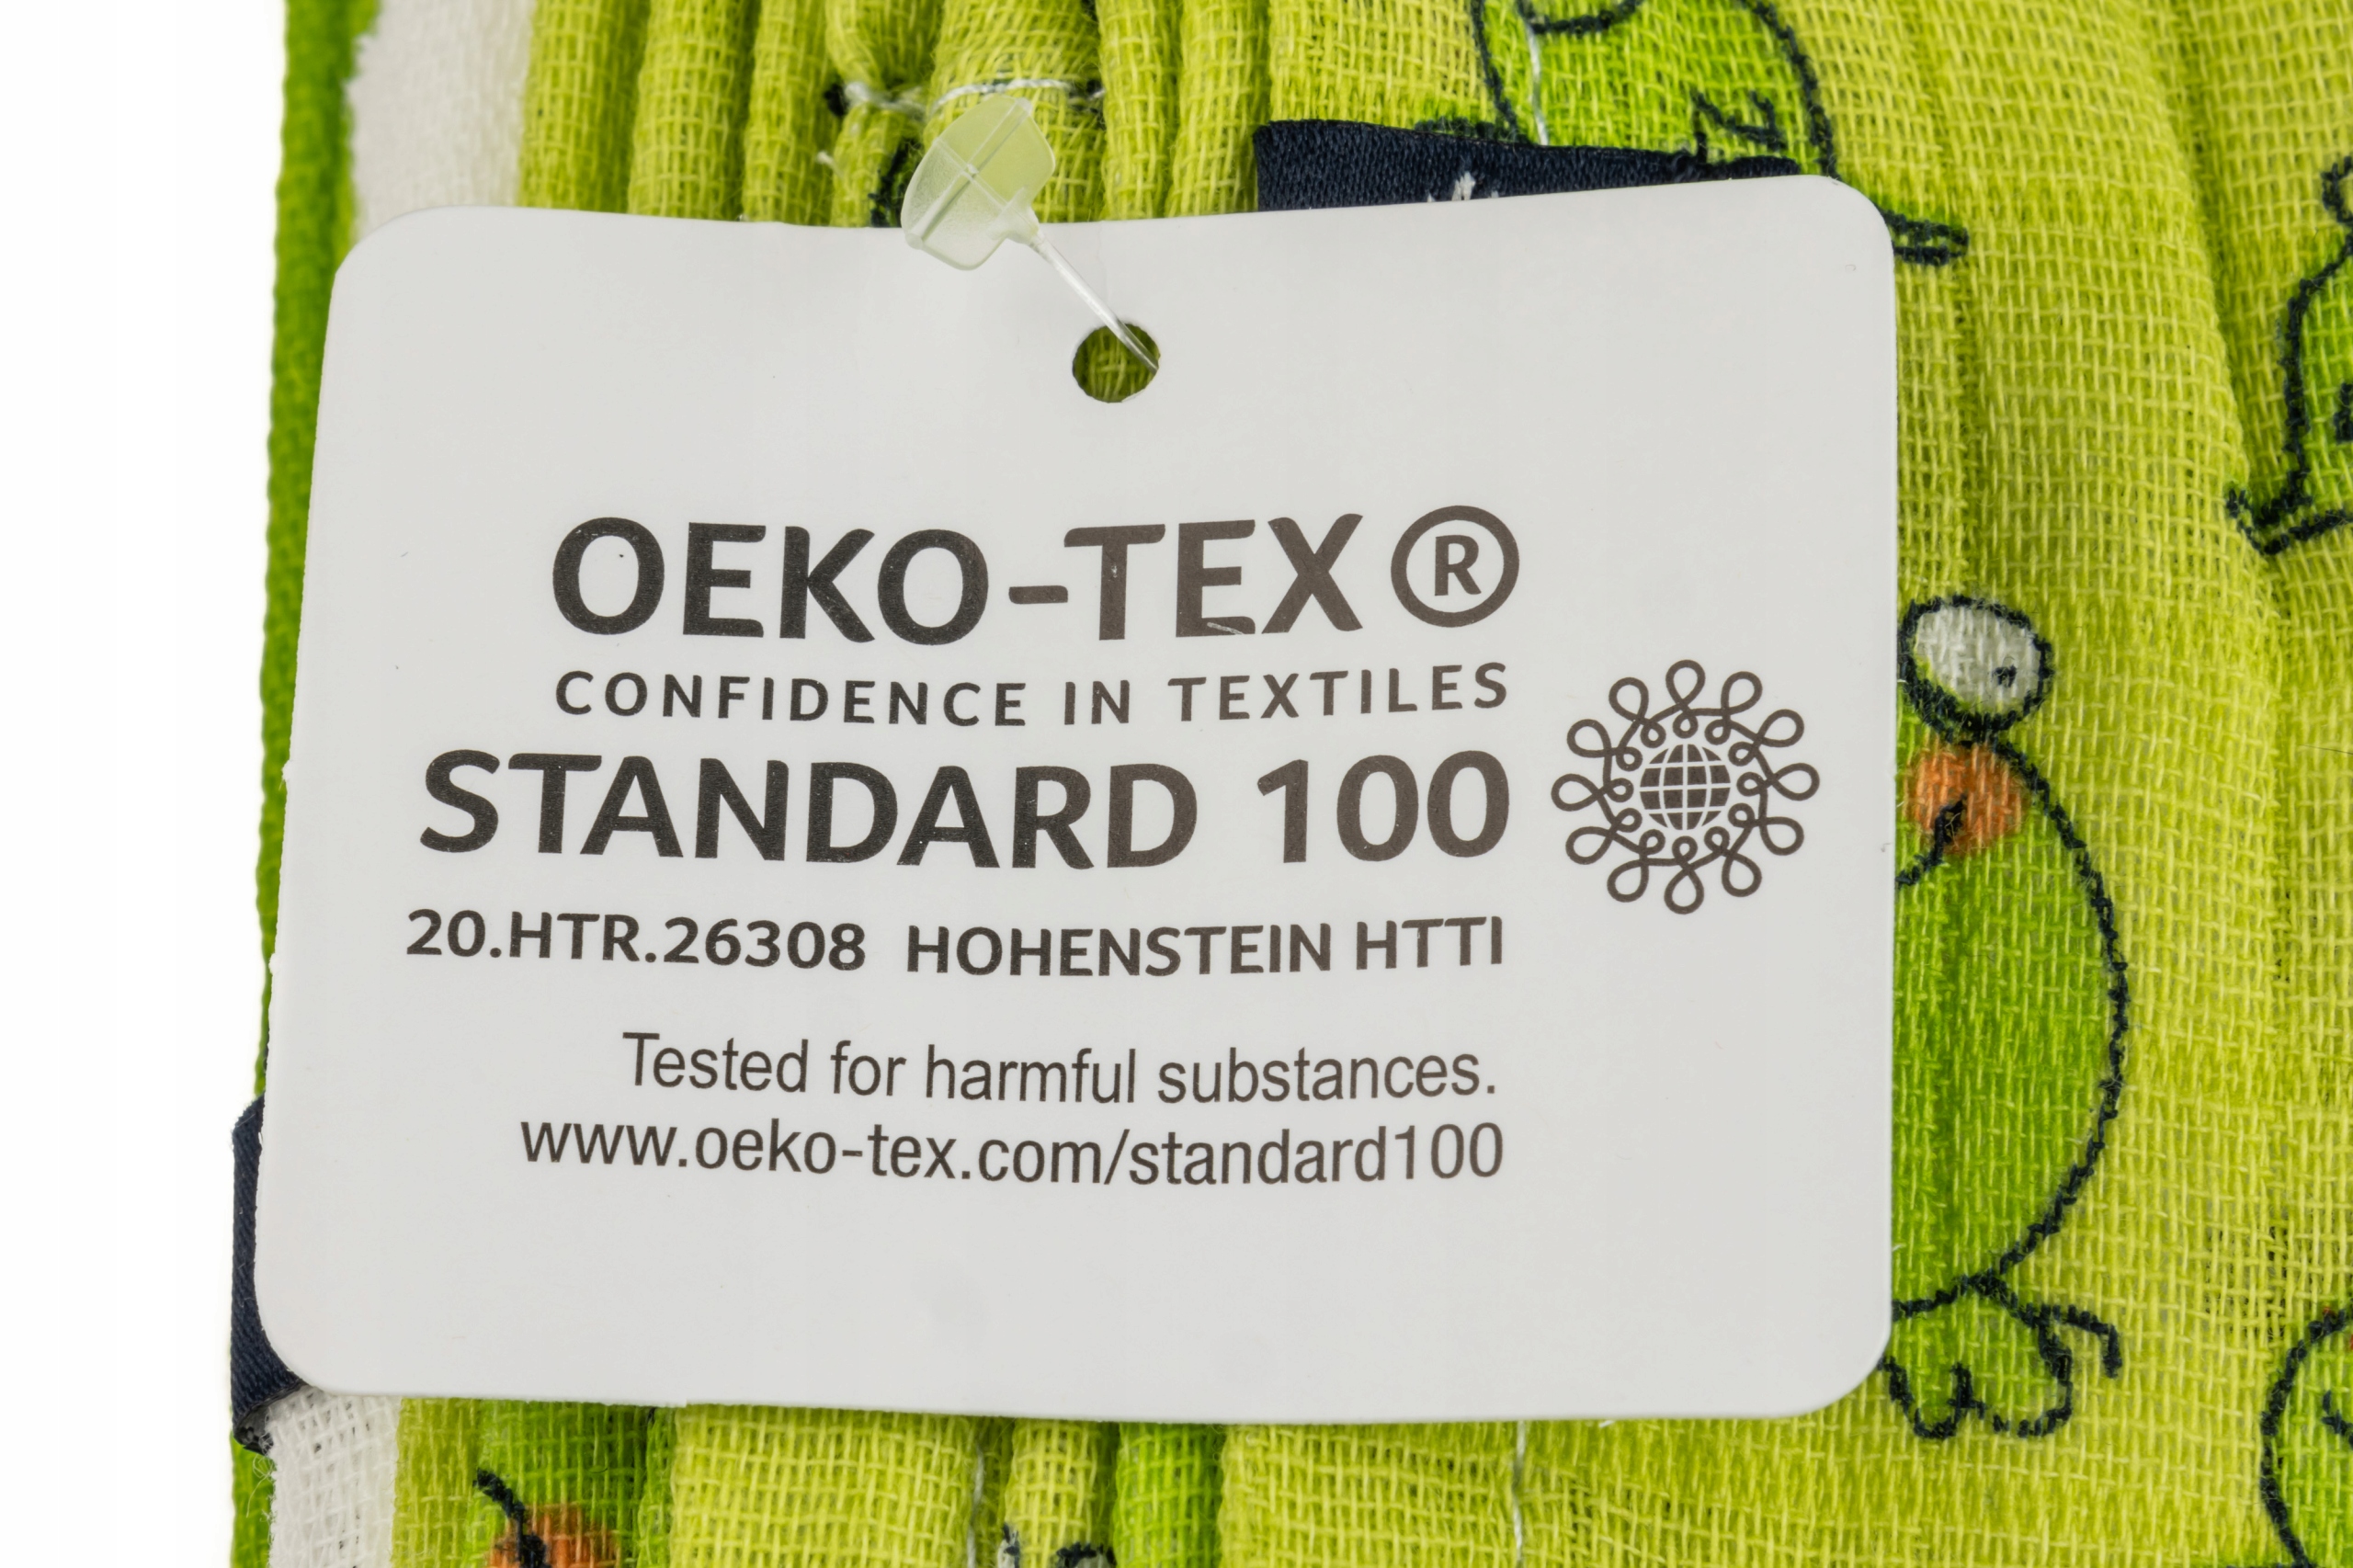 OEKO-TEX®
CONFIDENCE IN TEXTILES
STANDARD 100
20.HTR.26308 HOHENSTEIN HTTI
Tested for harmful substances.
www.oeko-tex.com/standard100